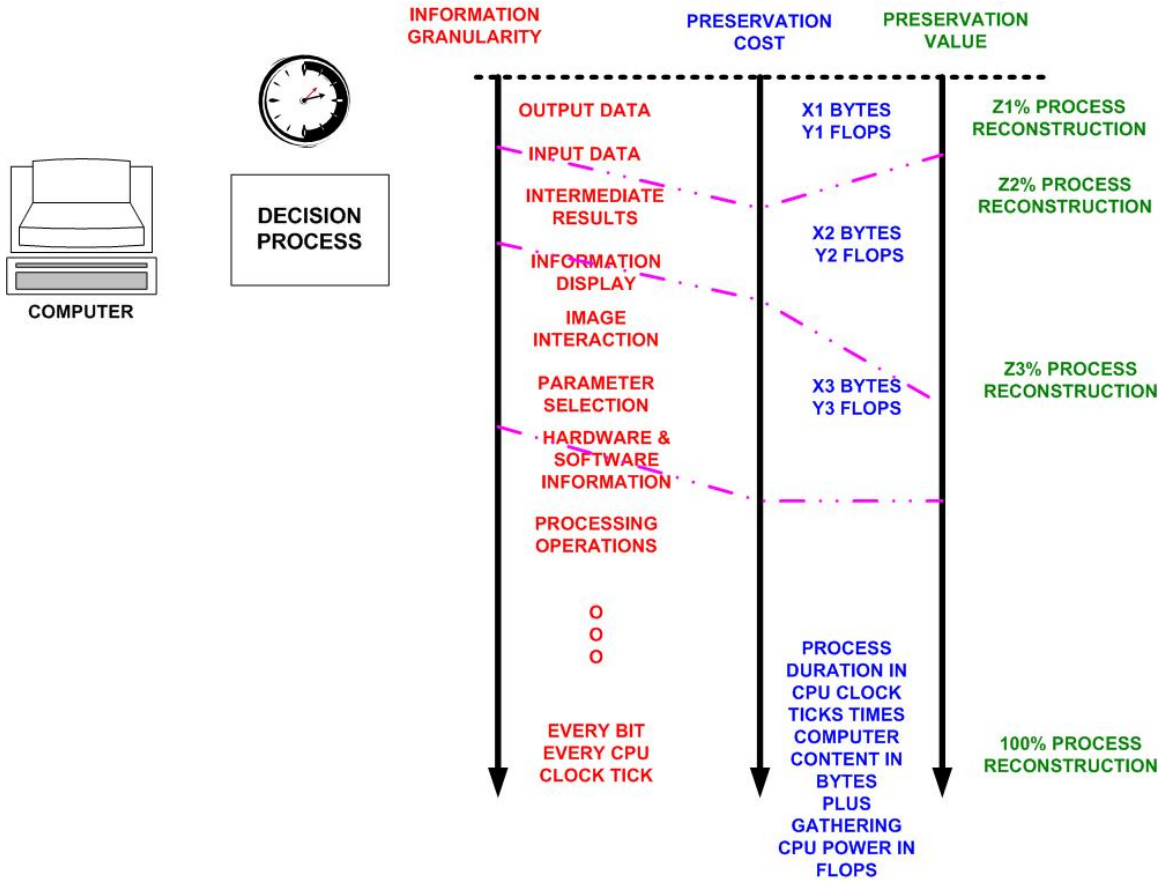 INFORMATION
GRANULARITY
PRESERVATION
COST
PRESERVATION
VALUE
COMPUTER
DECISION
PROCESS
OUTPUT DATA
INPUT DATA
INTERMEDIATE
RESULTS
INFORMATION
DISPLAY
IMAGE
INTERACTION
PARAMETER
SELECTION
HARDWARE &
SOFTWARE
INFORMATION
PROCESSING
OPERATIONS
O
O
O
EVERY BIT
EVERY CPU
CLOCK TICK
X1 BYTES
Y1 FLOPS
X2 BYTES
Y2 FLOPS
X3 BYTES
Y3 FLOPS
PROCESS
DURATION IN
CPU CLOCK
TICKS TIMES
COMPUTER
CONTENT IN
BYTES
PLUS
GATHERING
CPU POWER IN
FLOPS
Z1% PROCESS
RECONSTRUCTION
Z2% PROCESS
RECONSTRUCTION
Z3% PROCESS
RECONSTRUCTION
100% PROCESS
RECONSTRUCTION